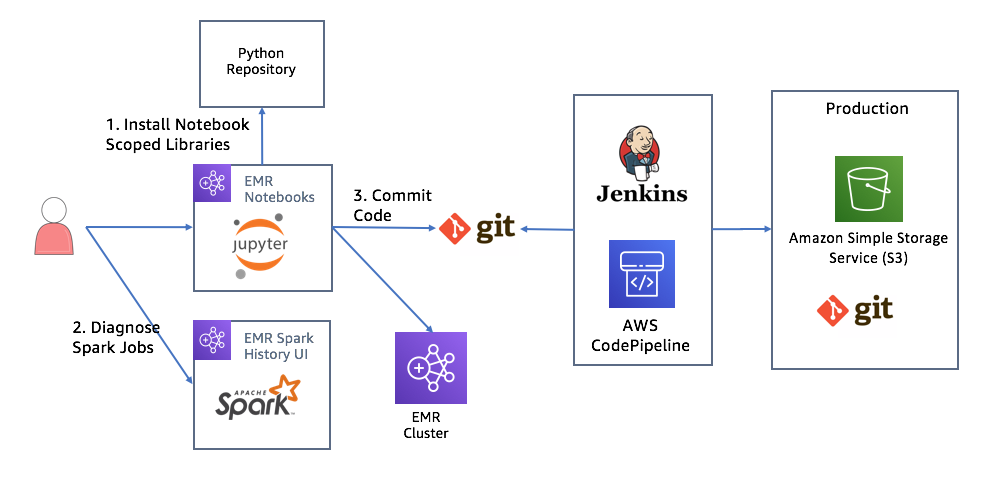 Python
Repository
1. Install Notebook
Scoped Libraries
EMR
Notebooks
jupyter
3. Commit
Code
git
2. Diagnose
Spark Jobs
EMR Spark
History UI
APACHE
Spark™
EMR
Cluster
Jenkins
AWS
CodePipeline
Production
Amazon Simple Storage
Service (S3)
git